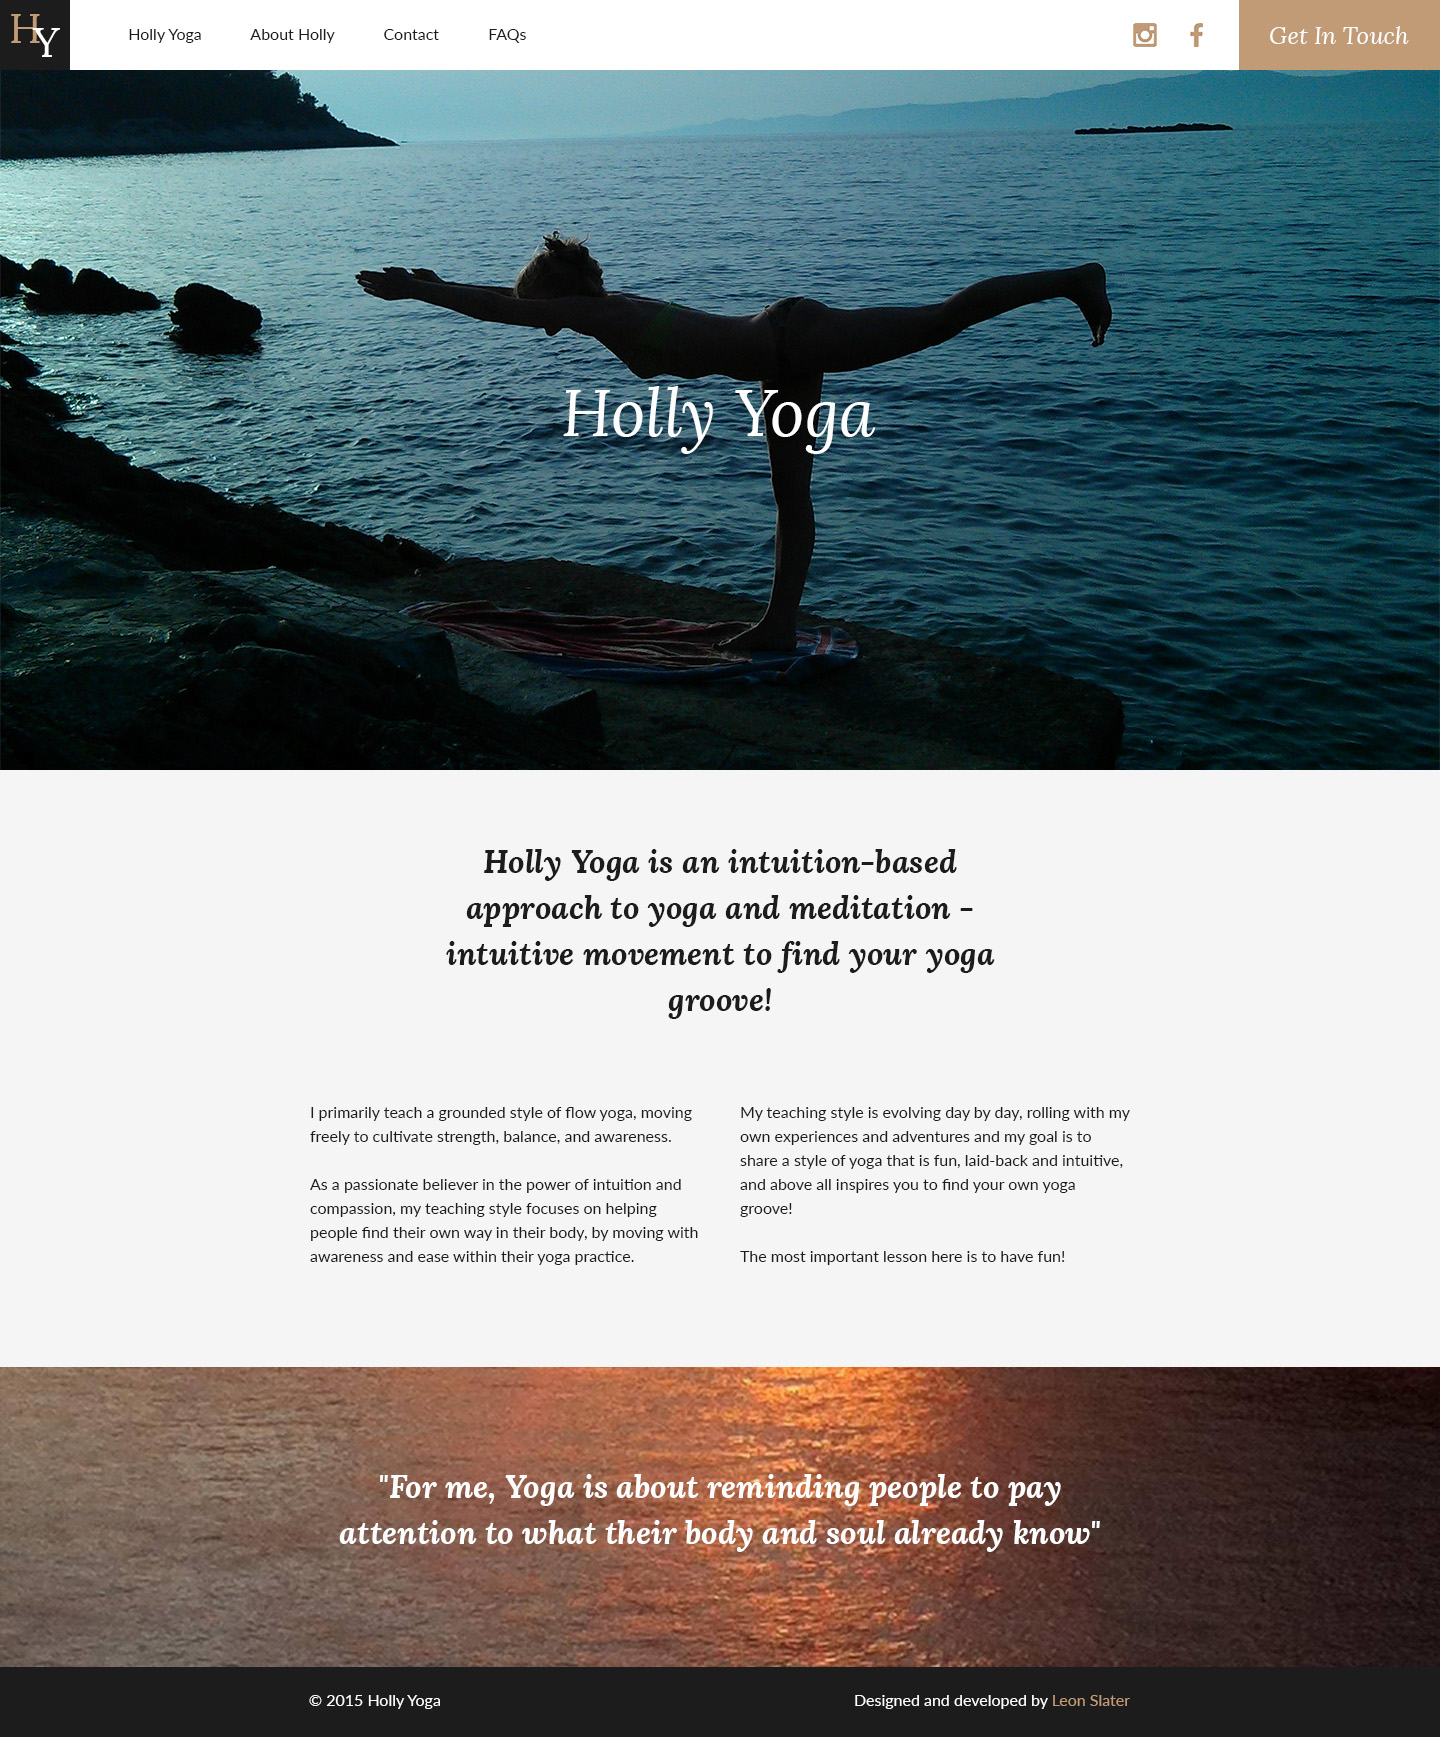 HY
Holly Yoga
About Holly
Contact
FAQs
Get In Touch
Holly Yoga
Holly Yoga is an intuition-based
approach to yoga and meditation -
intuitive movement to find your yoga
groove!
I primarily teach a grounded style of flow yoga, moving
freely to cultivate strength, balance, and awareness.
As a passionate believer in the power of intuition and
compassion, my teaching style focuses on helping
people find their own way in their body, by moving with
awareness and ease within their yoga practice.
My teaching style is evolving day by day, rolling with my
own experiences and adventures and my goal is to
share a style of yoga that is fun, laid-back and intuitive,
and above all inspires you to find your own yoga
groove!
The most important lesson here is to have fun!
"For me, Yoga is about reminding people to pay
attention to what their body and soul already know"
© 2015 Holly Yoga
Designed and developed by Leon Slater